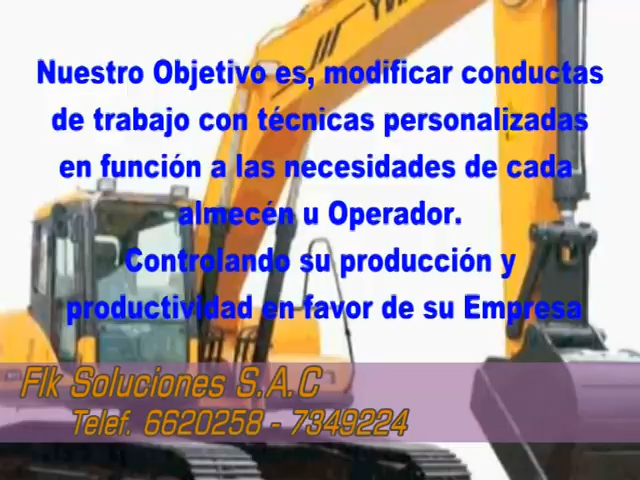 Nuestro Objetivo es, modificar conductas
de trabajo con técnicas personalizadas
en función a las necesidades de cada
almecén u Operador.
Controlando su producción y
productividad en favor de su Empresa
Flk Soluciones S.A.C
Telef. 6620258 - 7349224